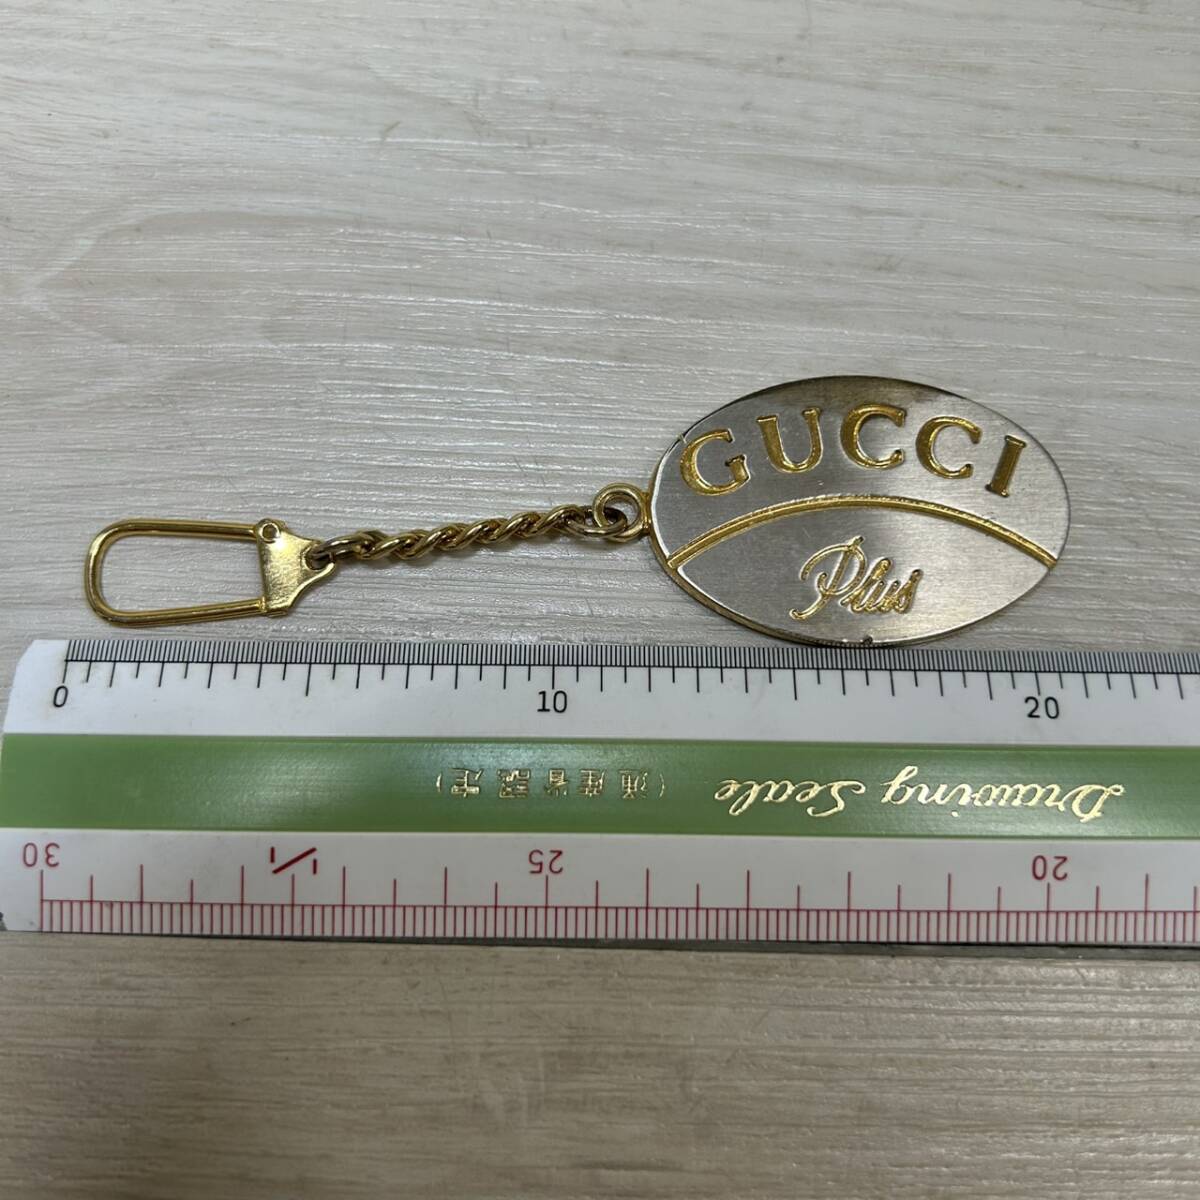 GUCCI
Plus
0 10 20
Drawing Scale (通産省認定)
20 25 1/1 30